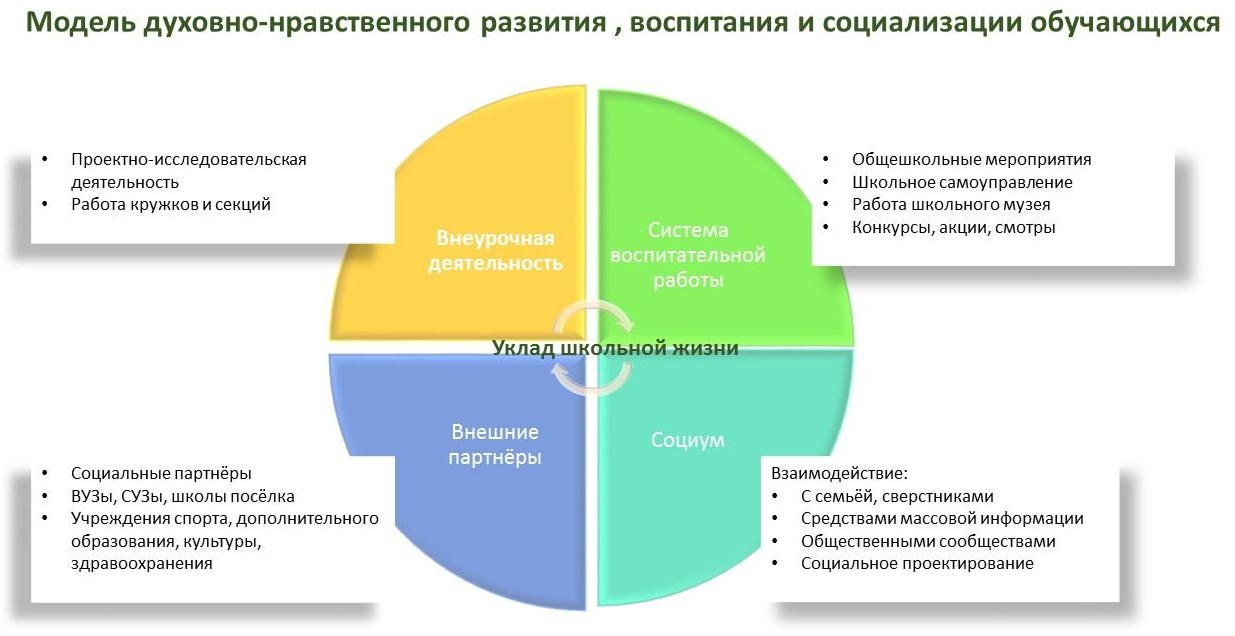 Модель духовно-нравственного развития , воспитания и социализации обучающихся
• Проектно-исследовательская
деятельность
• Работа кружков и секций
Внеурочная
деятельность
Система
воспитательной
работы
• Общешкольные мероприятия
• Школьное самоуправление
• Работа школьного музея
• Конкурсы, акции, смотры
Уклад школьной жизни
Внешние
партнёры
Социум
• Социальные партнёры
• ВУЗы, СУЗы, школы посёлка
• Учреждения спорта, дополнительного
образования, культуры,
здравоохранения
Взаимодействие:
• С семьёй, сверстниками
• Средствами массовой информации
• Общественными сообществами
• Социальное проектирование